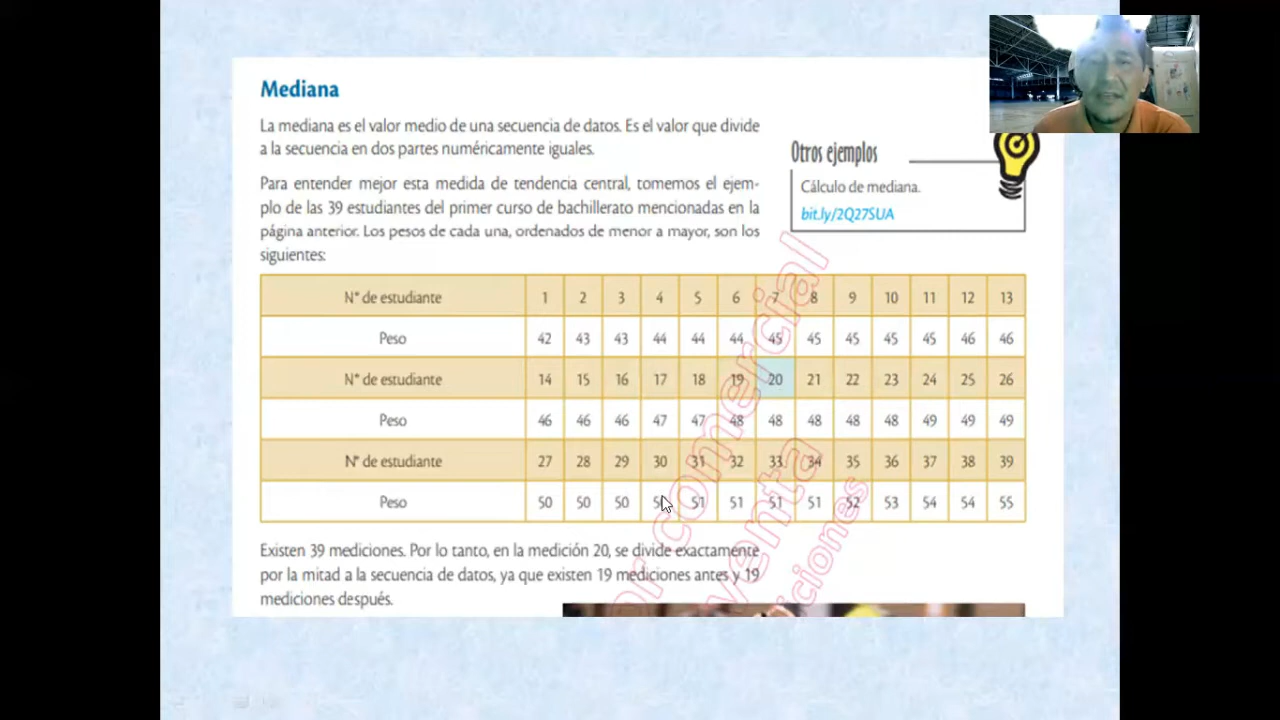 Mediana
La mediana es el valor medio de una secuencia de datos. Es el valor que divide
a la secuencia en dos partes numéricamente iguales.
Para entender mejor esta medida de tendencia central, tomemos el ejem-
plo de las 39 estudiantes del primer curso de bachillerato mencionadas en la
página anterior. Los pesos de cada una, ordenados de menor a mayor, son los
siguientes:
Otros ejemplos
Cálculo de mediana.
bit.ly/2Q27SUA
N° de estudiante 1 2 3 4 5 6 7 8 9 10 11 12 13
Peso 42 43 43 44 44 44 45 45 45 45 45 46 46
N° de estudiante 14 15 16 17 18 19 20 21 22 23 24 25 26
Peso 46 46 46 47 47 48 48 48 48 48 49 49 49
N° de estudiante 27 28 29 30 31 32 33 34 35 36 37 38 39
Peso 50 50 50 51 51 51 51 52 53 54 54 55
Existen 39 mediciones. Por lo tanto, en la medición 20, se divide exactamente
por la mitad a la secuencia de datos, ya que existen 19 mediciones antes y 19
mediciones después.
or comercial
venta
iciones